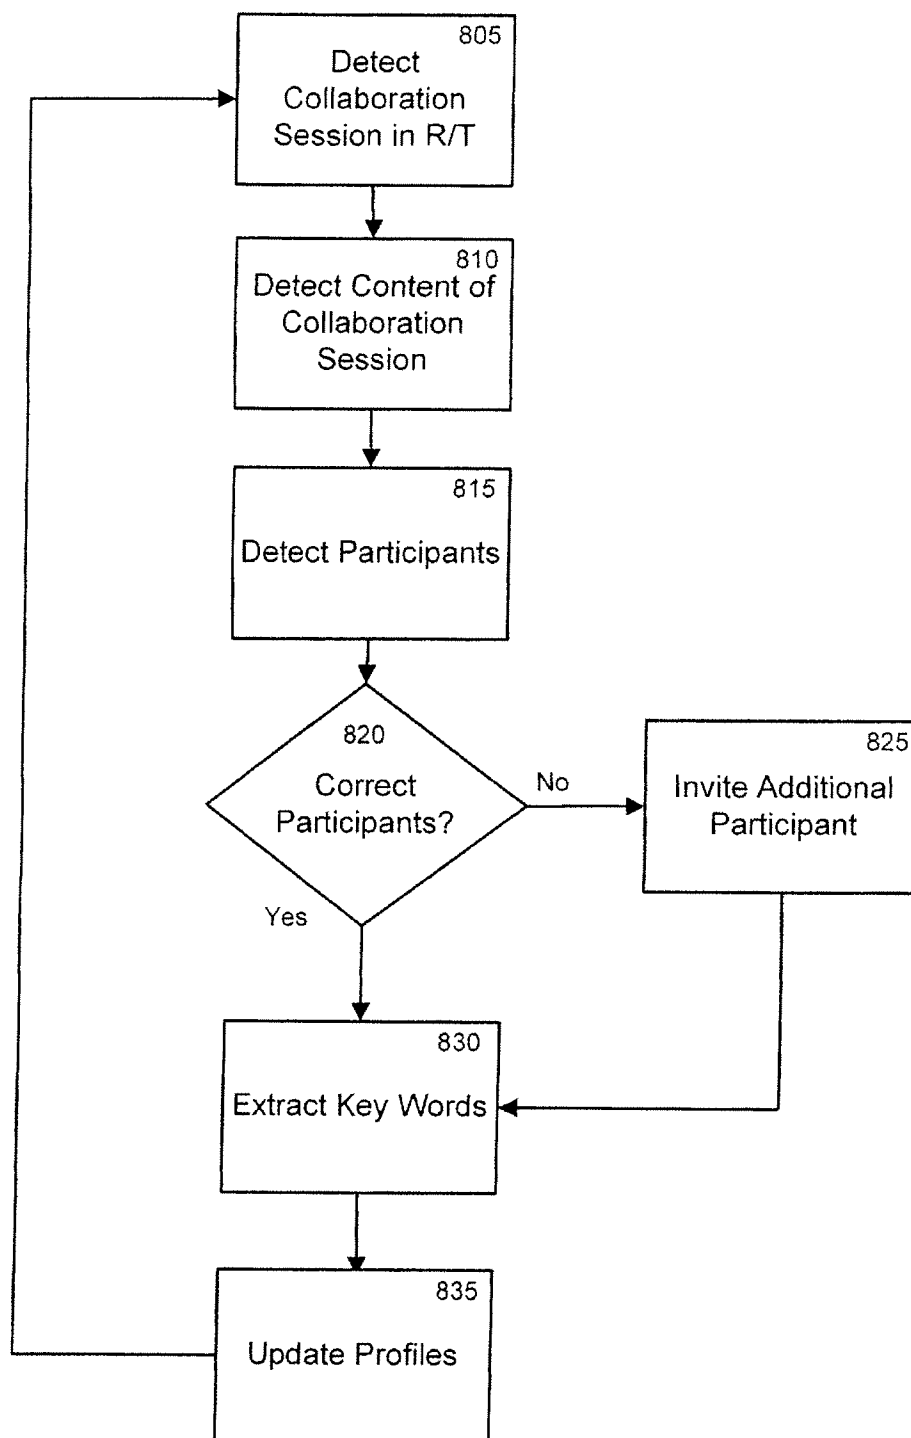 805
Detect
Collaboration
Session in R/T
810
Detect Content of
Collaboration
Session
815
Detect Participants
820
Correct
Participants?
No
825
Invite Additional
Participant
Yes
830
Extract Key Words
835
Update Profiles